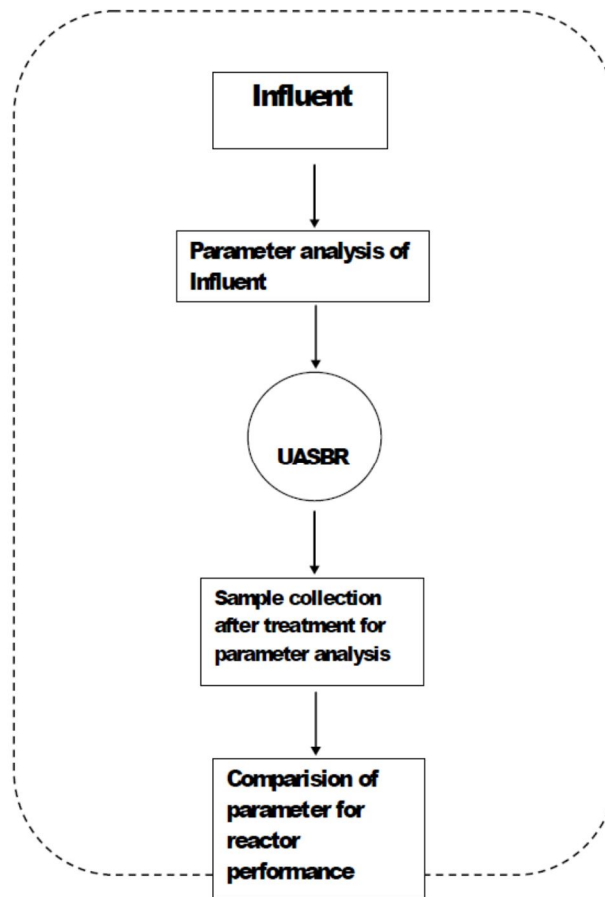 Influent
Parameter analysis of
Influent
UASBR
Sample collection
after treatment for
parameter analysis
Comparision of
parameter for
reactor
performance